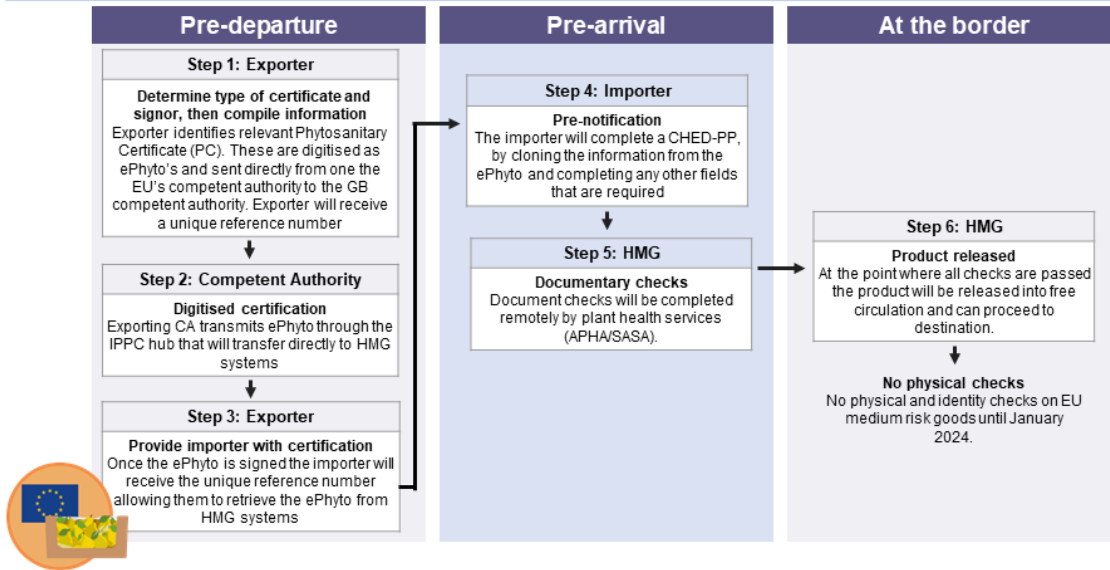 Pre-departure
Step 1: Exporter
Determine type of certificate and
signor, then compile information
Exporter identifies relevant Phytosanitary
Certificate (PC). These are digitised as
ePhyto's and sent directly from one the
EU's competent authority to the GB
competent authority. Exporter will receive
a unique reference number
Step 2: Competent Authority
Digitised certification
Exporting CA transmits ePhyto through the
IPPC hub that will transfer directly to HMG
systems
Step 3: Exporter
Provide importer with certification
Once the ePhyto is signed the importer will
receive the unique reference number
allowing them to retrieve the ePhyto from
HMG systems
Pre-arrival
Step 4: Importer
Pre-notification
The importer will complete a CHED-PP,
by cloning the information from the
ePhyto and completing any other fields
that are required
Step 5: HMG
Documentary checks
Document checks will be completed
remotely by plant health services
(APHA/SASA).
At the border
Step 6: HMG
Product released
At the point where all checks are passed
the product will be released into free
circulation and can proceed to
destination.
No physical checks
No physical and identity checks on EU
medium risk goods until January
2024.